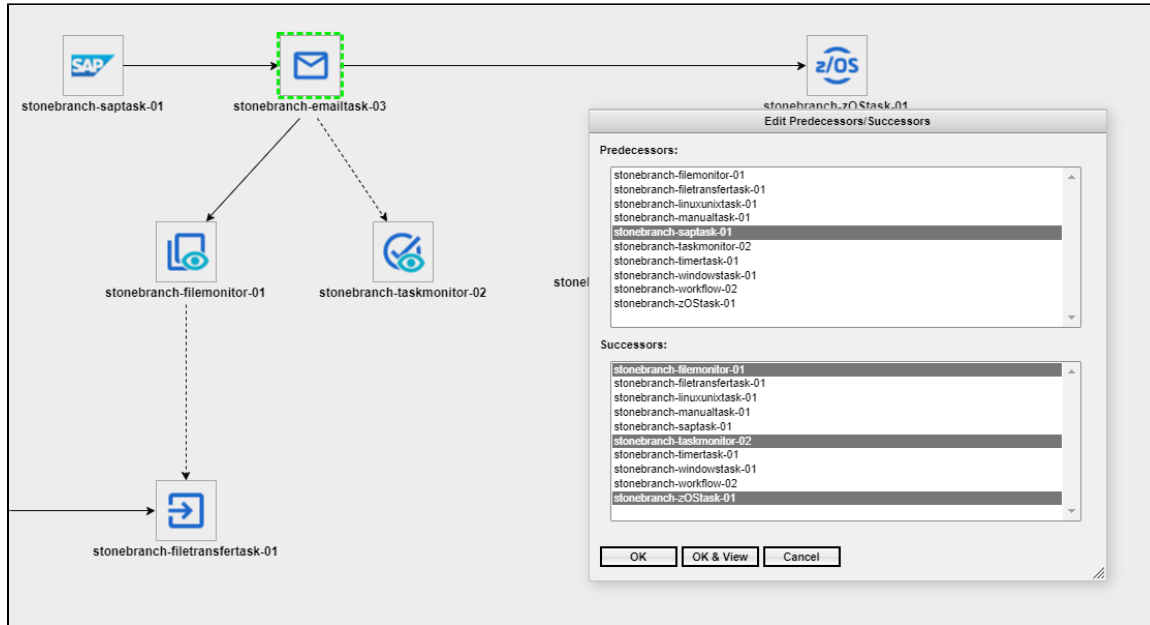 SAP
z/OS
stonebranch-saptask-01
stonebranch-emailtask-03
stonebranch-zOStask-01
Edit Predecessors/Successors
Predecessors:
stonebranch-filemonitor-01
stonebranch-filetransfertask-01
stonebranch-linuxunixtask-01
stonebranch-manualtask-01
stonebranch-saptask-01
stonebranch-taskmonitor-02
stonebranch-timertask-01
stonebranch-windowstask-01
stonebranch-workflow-02
stonebranch-zOStask-01
stonebranch-filemonitor-01
stonebranch-taskmonitor-02
stonel
Successors:
stonebranch-filemonitor-01
stonebranch-filetransfertask-01
stonebranch-linuxunixtask-01
stonebranch-manualtask-01
stonebranch-saptask-01
stonebranch-taskmonitor-02
stonebranch-timertask-01
stonebranch-windowstask-01
stonebranch-workflow-02
stonebranch-zOStask-01
stonebranch-filetransfertask-01
OK
OK & View
Cancel